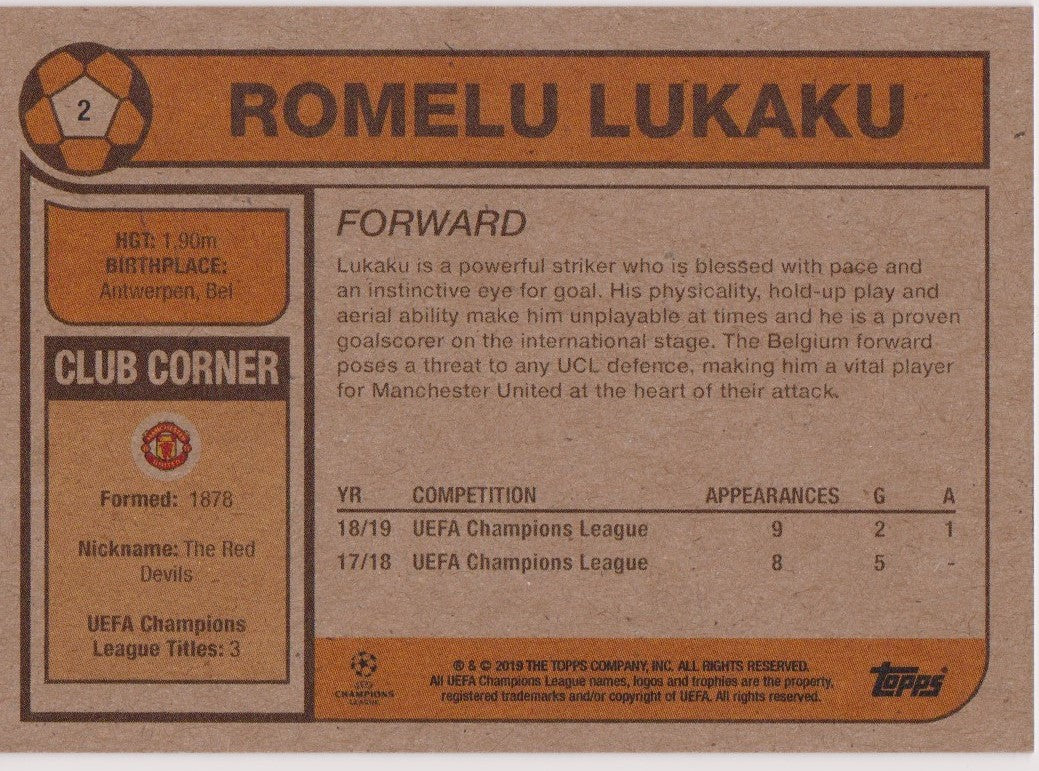 2
ROMELU LUKAKU
HGT: 1.90m
BIRTHPLACE:
Antwerpen, Bel
CLUB CORNER
MANCHESTER
UNITED
Formed: 1878
Nickname: The Red
Devils
UEFA Champions
League Titles: 3
FORWARD
Lukaku is a powerful striker who is blessed with pace and
an instinctive eye for goal. His physicality, hold-up play and
aerial ability make him unplayable at times and he is a proven
goalscorer on the international stage. The Belgium forward
poses a threat to any UCL defence, making him a vital player
for Manchester United at the heart of their attack.
YR COMPETITION APPEARANCES G A
18/19 UEFA Champions League 9 2 1
17/18 UEFA Champions League 8 5 -
UEFA
CHAMPIONS
LEAGUE
® & © 2019 THE TOPPS COMPANY, INC. ALL RIGHTS RESERVED.
All UEFA Champions League names, logos and trophies are the property,
registered trademarks and/or copyright of UEFA. All rights reserved.
Topps®